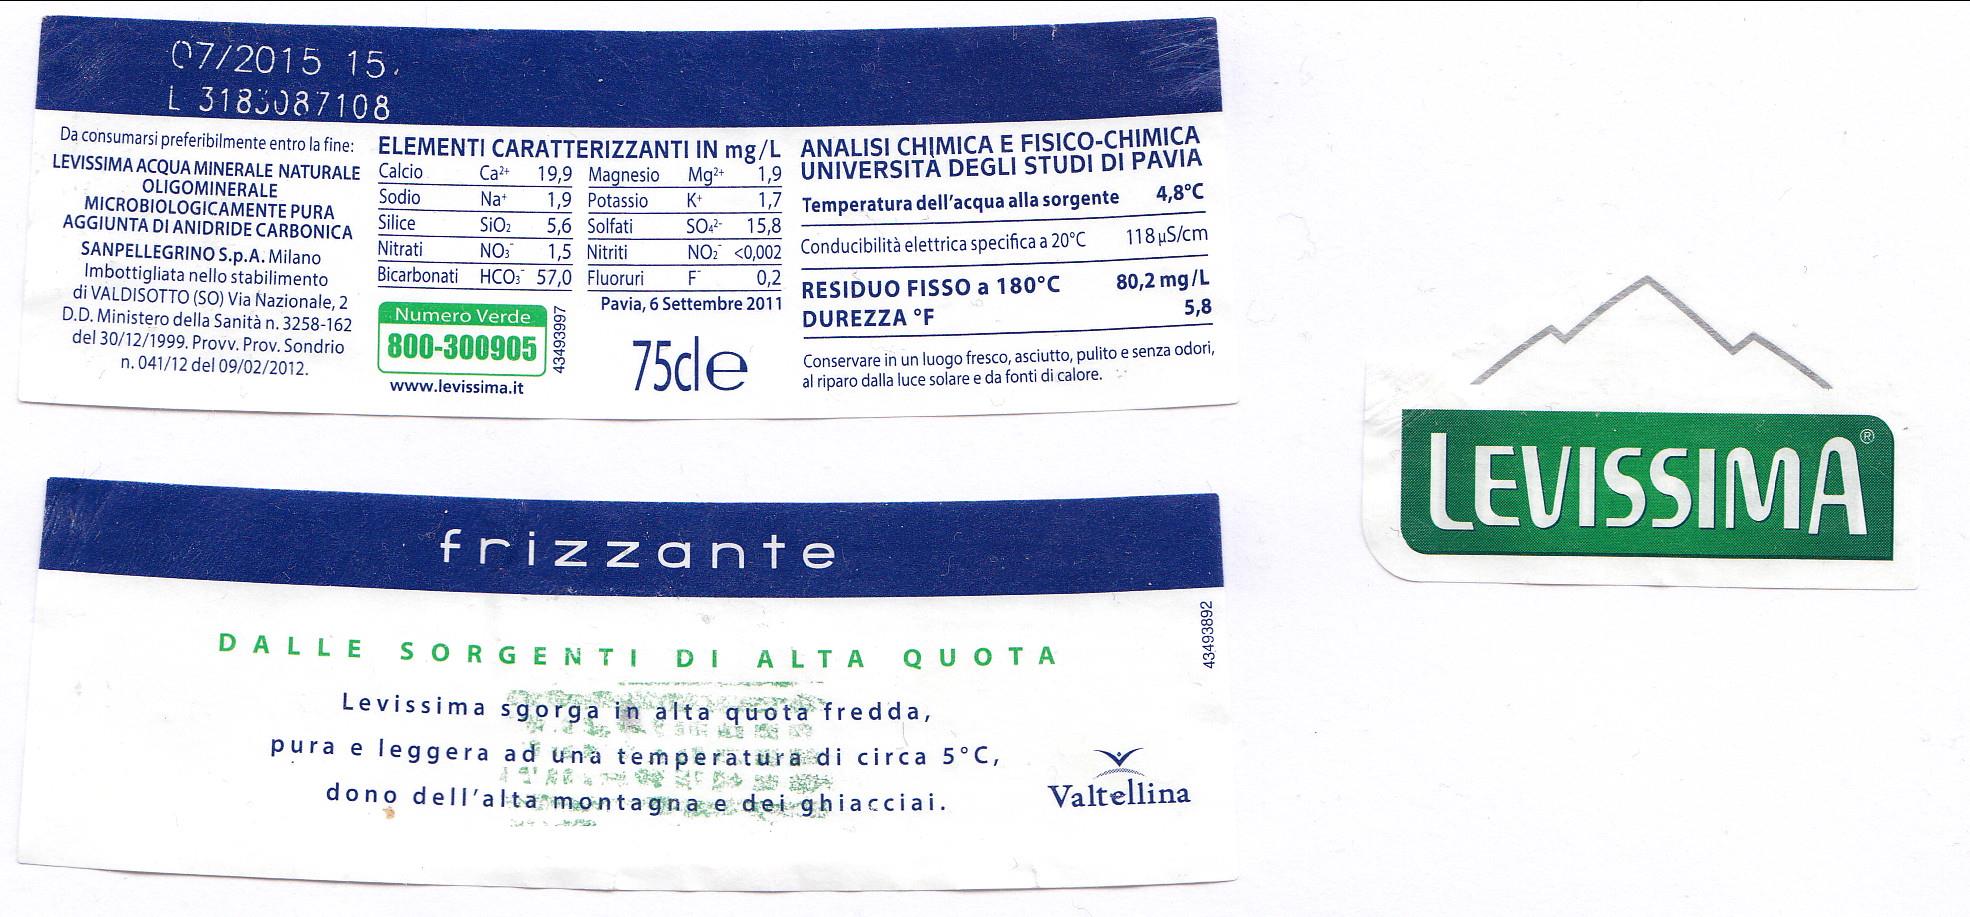 07/2015 15.
L 3183087108
Da consumarsi preferibilmente entro la fine:
LEVISSIMA ACQUA MINERALE NATURALE
OLIGOMINERALE
MICROBIOLOGICAMENTE PURA
AGGIUNTA DI ANIDRIDE CARBONICA
SANPELLEGRINO S.p.A. Milano
Imbottigliata nello stabilimento
di VALDISOTTO (SO) Via Nazionale, 2
D.D. Ministero della Sanità n. 3258-162
del 30/12/1999. Provv. Prov. Sondrio
n. 041/12 del 09/02/2012.
ELEMENTI CARATTERIZZANTI IN mg/L
Calcio Ca²⁺ 19,9 Magnesio Mg²⁺ 1,9
Sodio Na⁺ 1,9 Potassio K⁺ 1,7
Silice SiO₂ 5,6 Solfati SO₄²⁻ 15,8
Nitrati NO₃⁻ 1,5 Nitriti NO₂⁻ <0,002
Bicarbonati HCO₃⁻ 57,0 Fluoruri F⁻ 0,2
Pavia, 6 Settembre 2011
Numero Verde
800-300905
www.levissima.it
43493997
75cl e
ANALISI CHIMICA E FISICO-CHIMICA
UNIVERSITÀ DEGLI STUDI DI PAVIA
Temperatura dell'acqua alla sorgente 4,8°C
Conducibilità elettrica specifica a 20°C 118 µS/cm
RESIDUO FISSO a 180°C 80,2 mg/L
DUREZZA °F 5,8
Conservare in un luogo fresco, asciutto, pulito e senza odori,
al riparo dalla luce solare e da fonti di calore.
LEVISSIMA®
frizzante
DALLE SORGENTI DI ALTA QUOTA
Levissima sgorga in alta quota fredda,
pura e leggera ad una temperatura di circa 5°C,
dono dell'alta montagna e dei ghiacciai.
Valtellina
43493892